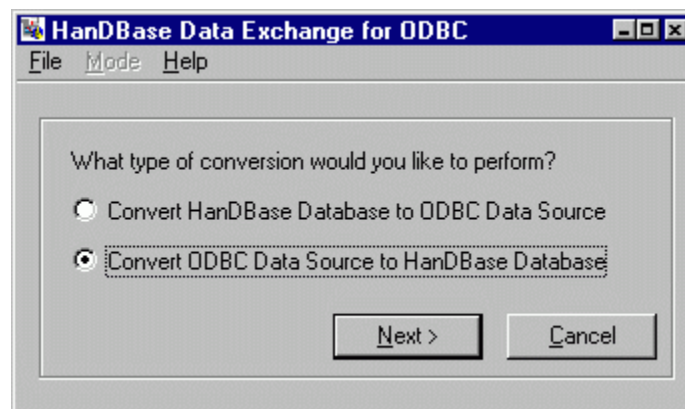 HanDBase Data Exchange for ODBC
File Mode Help
What type of conversion would you like to perform?
Convert HanDBase Database to ODBC Data Source
Convert ODBC Data Source to HanDBase Database
Next > Cancel